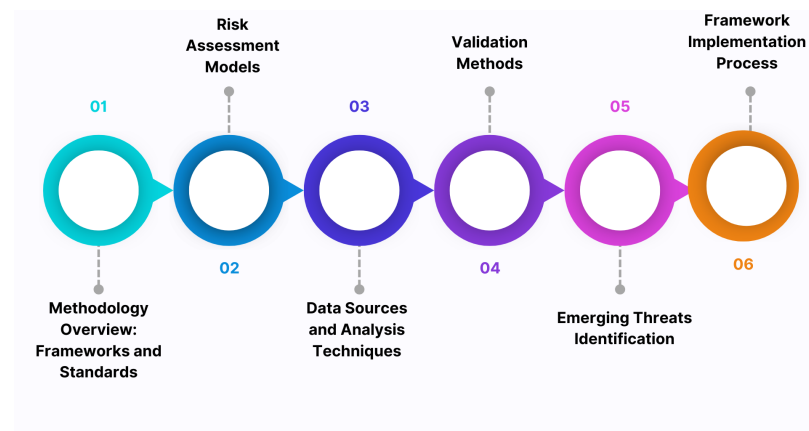 01
Methodology
Overview:
Frameworks and
Standards
Risk
Assessment
Models
02
03
Data Sources
and Analysis
Techniques
Validation
Methods
04
05
Emerging Threats
Identification
Framework
Implementation
Process
06